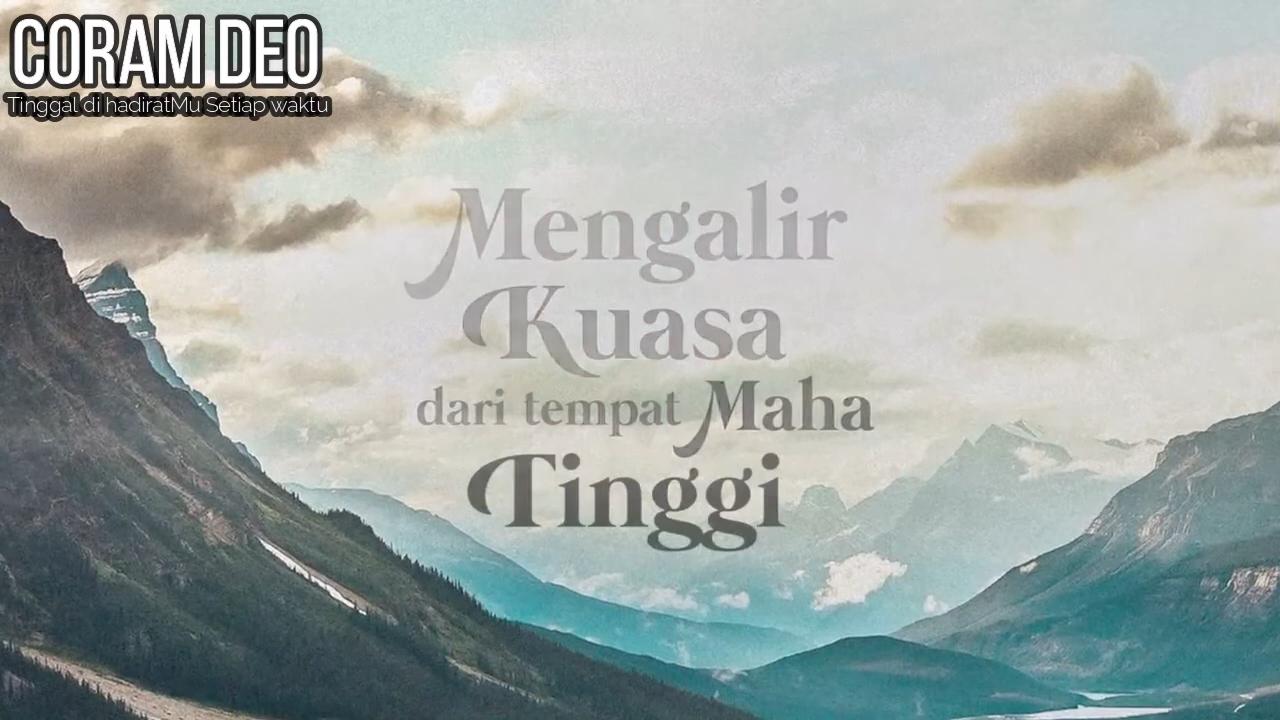 CORAM DEO
Tinggal di hadiratMu Setiap waktu
Mengalir
Kuasa
dari tempat Maha
Tinggi